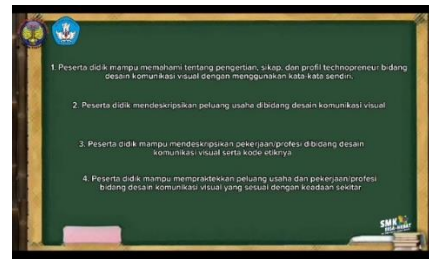 1. Peserta didik mampu memahami tentang pengertian, sikap, dan profil technopreneur bidang
desain komunikasi visual dengan menggunakan kata-kata sendiri.
2. Peserta didik mendeskripsikan peluang usaha dibidang desain komunikasi visual
3. Peserta didik mampu mendeskripsikan pekerjaan/profesi dibidang desain
komunikasi visual serta kode etiknya.
4. Peserta didik mampu mempraktekkan peluang usaha dan pekerjaan/profesi
bidang desain komunikasi visual yang sesuai dengan keadaan sekitar
SMK
BISA-HEBAT